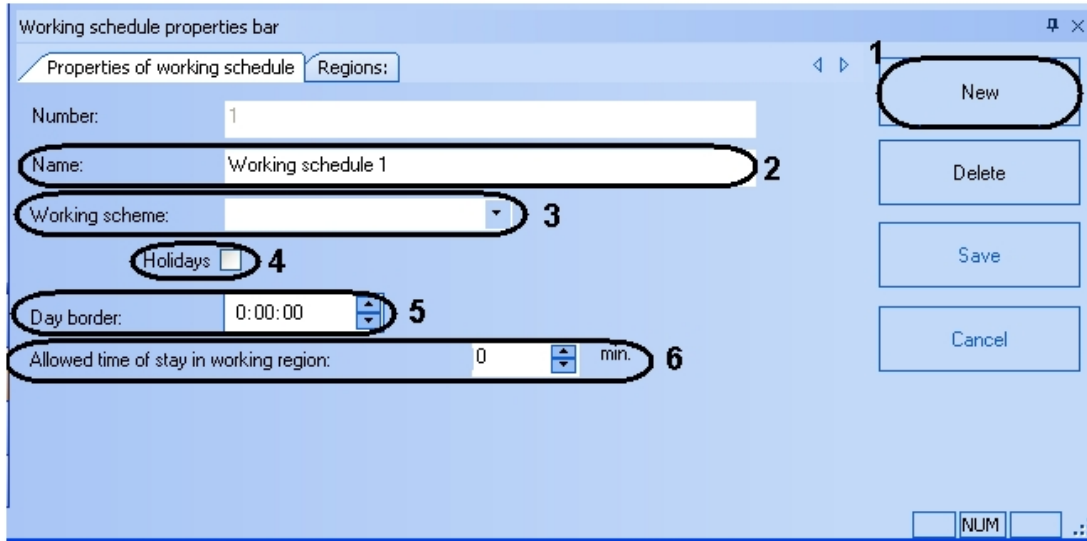 Working schedule properties bar
Properties of working schedule
Regions:
1
New
Number:
1
Name:
Working schedule 1
2
Delete
Working scheme:
3
Holidays
4
Save
Day border:
0:00:00
5
Allowed time of stay in working region:
0
min.
6
Cancel
NUM